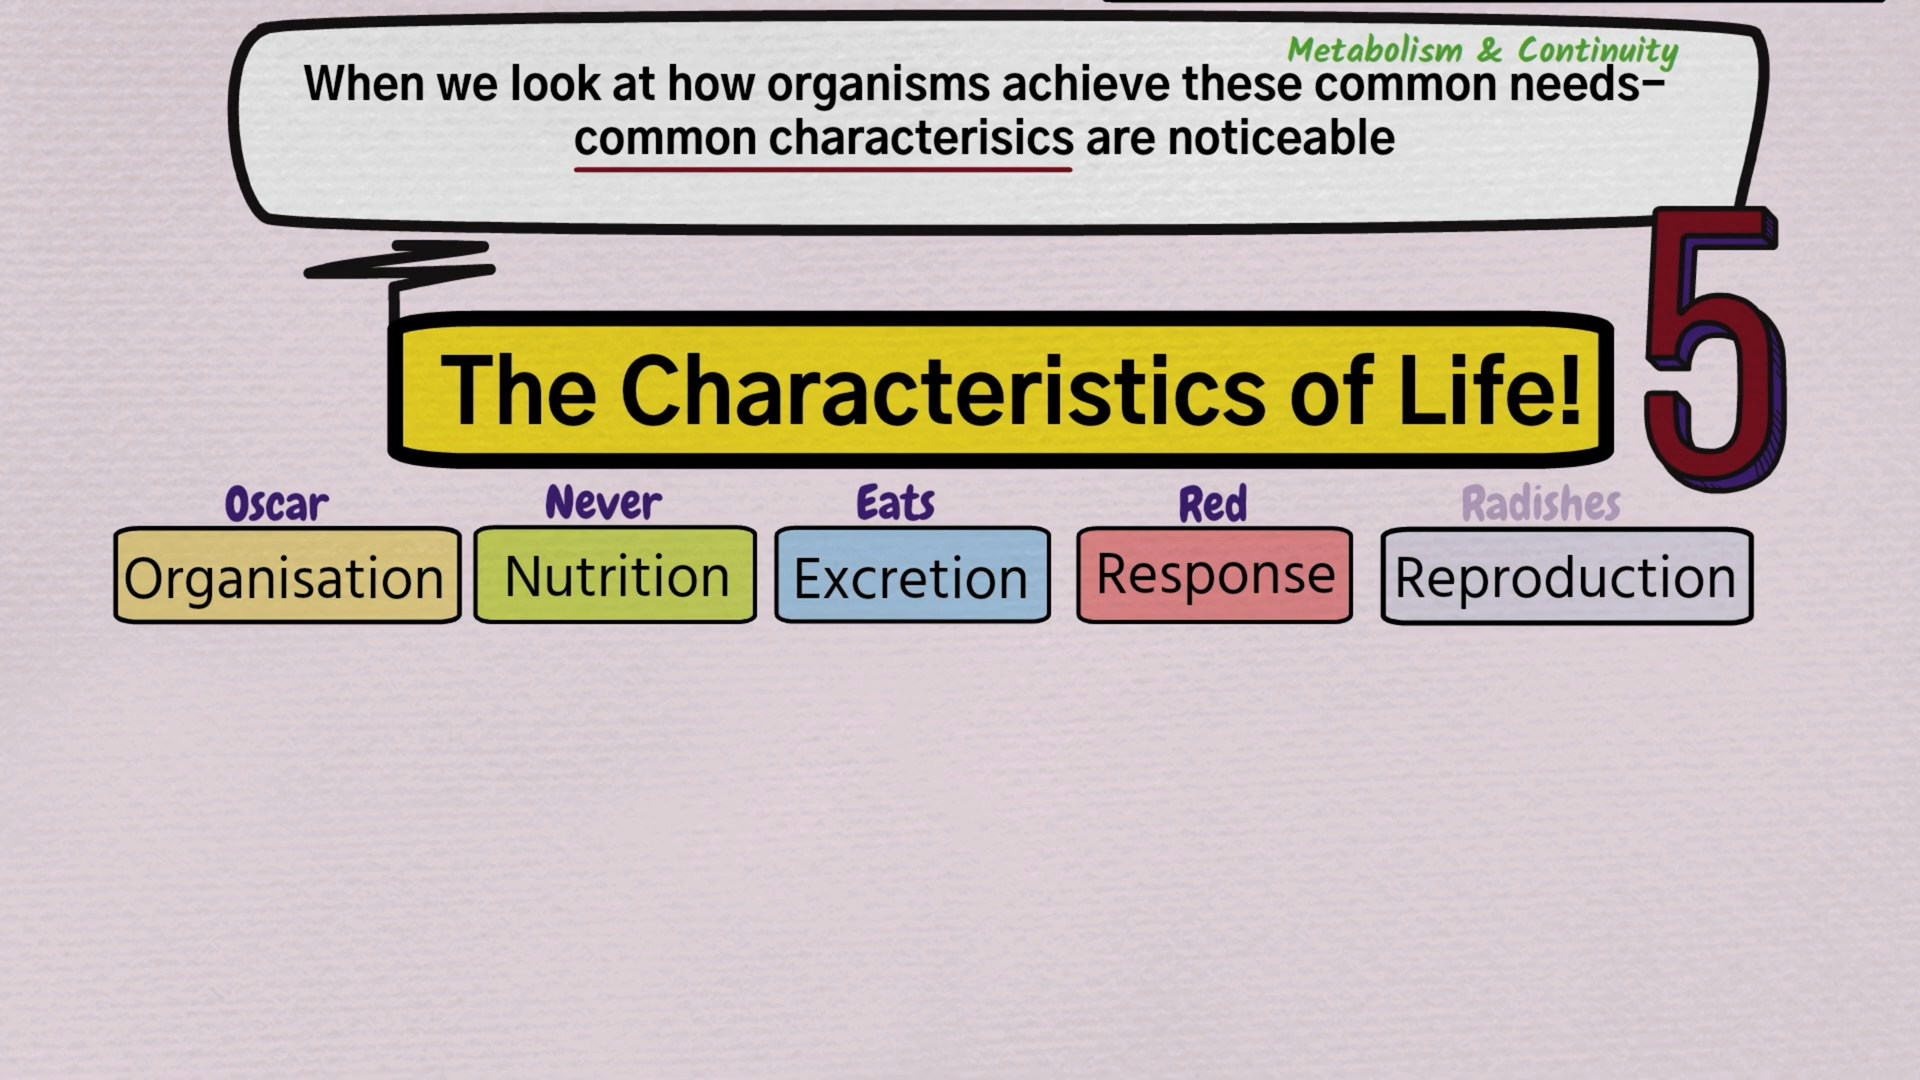 Metabolism & Continuity
When we look at how organisms achieve these common needs-
common characterisics are noticeable
The Characteristics of Life!
5
Oscar Never Eats Red Radishes
Organisation Nutrition Excretion Response Reproduction